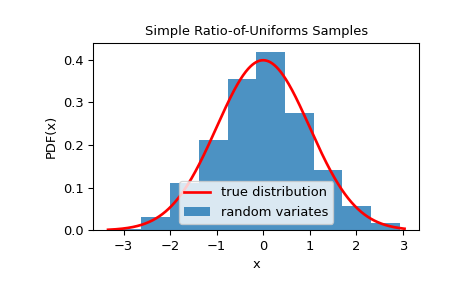 Simple Ratio-of-Uniforms Samples
PDF(x)
0.4
0.3
0.2
0.1
0.0
true distribution
random variates
−3 −2 −1 0 1 2 3
x